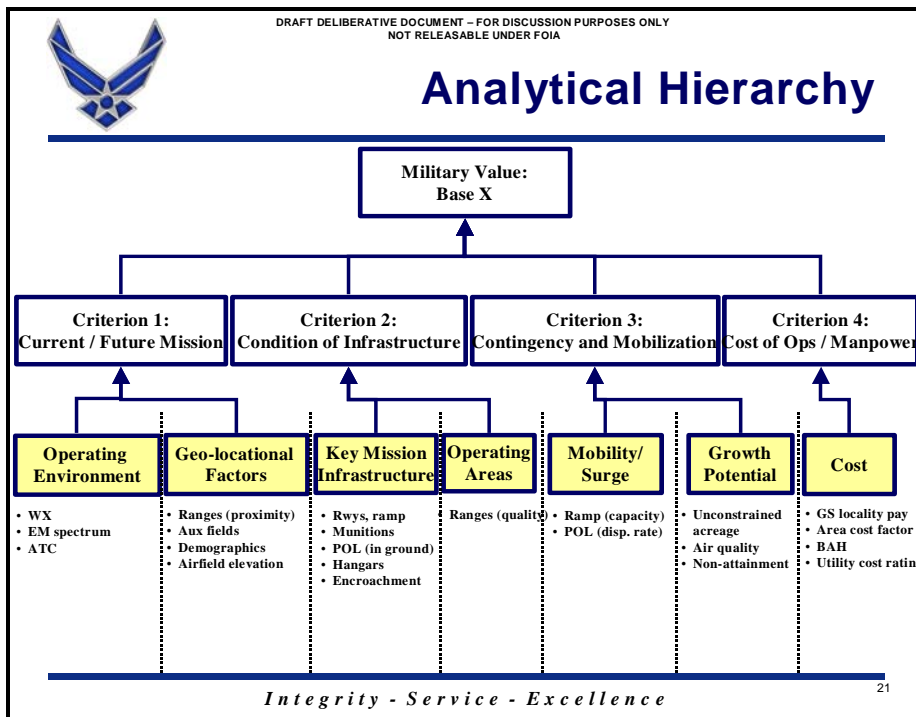 DRAFT DELIBERATIVE DOCUMENT – FOR DISCUSSION PURPOSES ONLY
NOT RELEASABLE UNDER FOIA
Analytical Hierarchy
Military Value:
Base X
Criterion 1:
Current / Future Mission
Criterion 2:
Condition of Infrastructure
Criterion 3:
Contingency and Mobilization
Criterion 4:
Cost of Ops / Manpower
Operating
Environment
• WX
• EM spectrum
• ATC
Geo-locational
Factors
• Ranges (proximity)
• Aux fields
• Demographics
• Airfield elevation
Key Mission
Infrastructure
• Rwys, ramp
• Munitions
• POL (in ground)
• Hangars
• Encroachment
Operating
Areas
Ranges (quality)
Mobility/
Surge
• Ramp (capacity)
• POL (disp. rate)
Growth
Potential
• Unconstrained
acreage
• Air quality
• Non-attainment
Cost
• GS locality pay
• Area cost factor
• BAH
• Utility cost ratin
Integrity - Service - Excellence
21